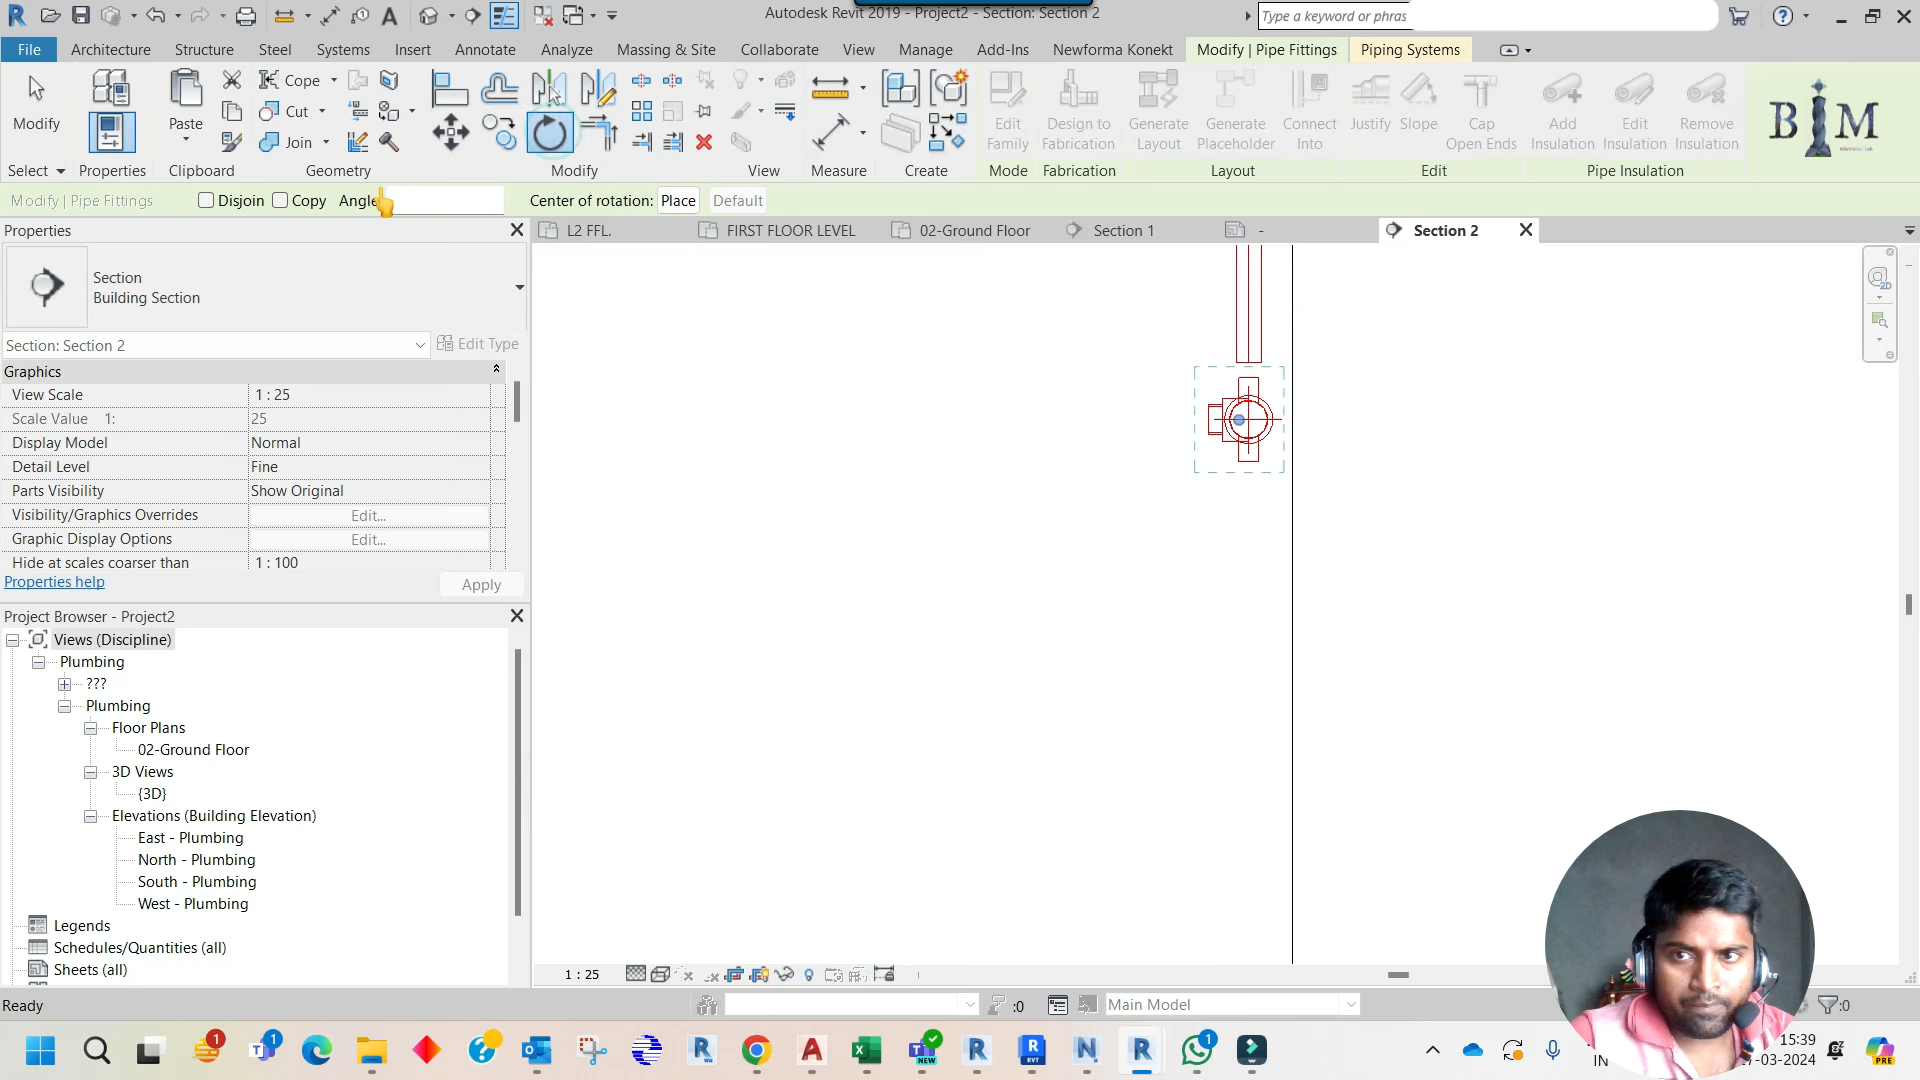 Autodesk Revit 2019 - Project2 - Section: Section 2
Type a keyword or phras
File Architecture Structure Steel Systems Insert Annotate Analyze Massing & Site Collaborate View Manage Add-Ins Newforma Konekt Modify | Pipe Fittings Piping Systems
Modify
Paste
Cope
Cut
Join
Edit Family
Design to Fabrication
Generate Layout
Generate Placeholder
Connect Into
Justify
Slope
Cap Open Ends
Add Insulation
Edit Insulation
Remove Insulation
BIM
Select Properties Clipboard Geometry Modify View Measure Create Mode Fabrication Layout Edit Pipe Insulation
Modify | Pipe Fittings Disjoin Copy Angle Center of rotation: Place Default
Properties
L2 FFL. FIRST FLOOR LEVEL 02-Ground Floor Section 1 - Section 2
Section
Building Section
Section: Section 2 Edit Type
Graphics
View Scale 1 : 25
Scale Value 1: 25
Display Model Normal
Detail Level Fine
Parts Visibility Show Original
Visibility/Graphics Overrides Edit...
Graphic Display Options Edit...
Hide at scales coarser than 1 : 100
Properties help Apply
Project Browser - Project2
Views (Discipline)
Plumbing
???
Plumbing
Floor Plans
02-Ground Floor
3D Views
{3D}
Elevations (Building Elevation)
East - Plumbing
North - Plumbing
South - Plumbing
West - Plumbing
Legends
Schedules/Quantities (all)
Sheets (all)
1 : 25
Ready :0 Main Model :0
IN
15:39
7-03-2024